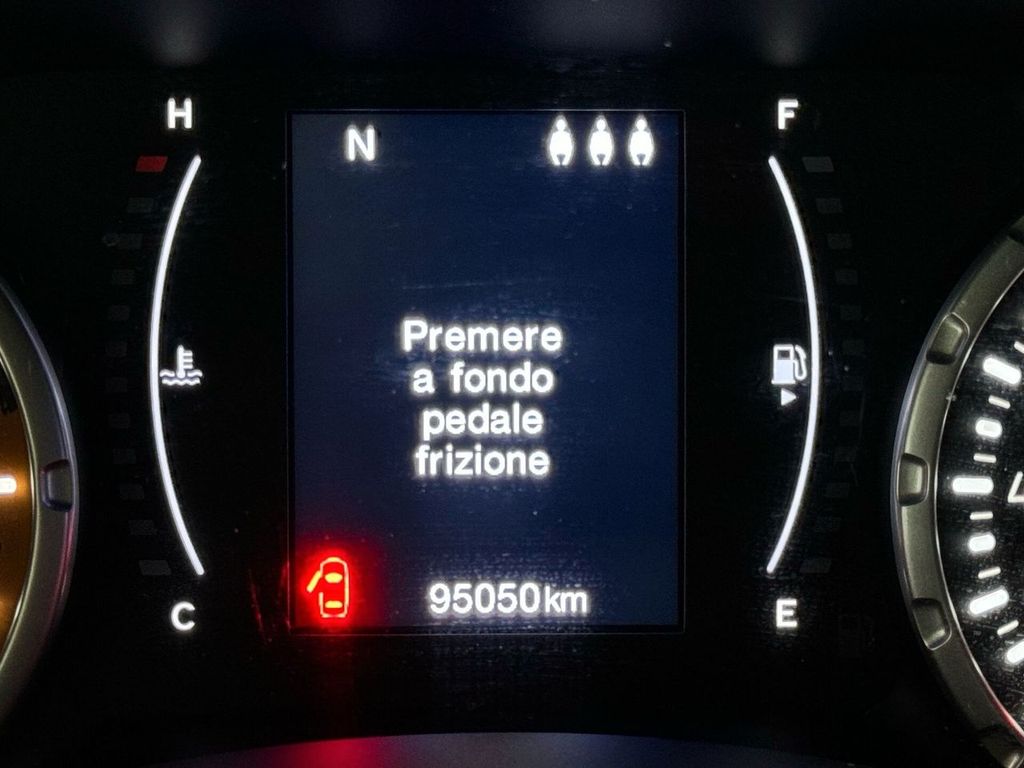 H
F
N
Premere
a fondo
pedale
frizione
95050km
C
E